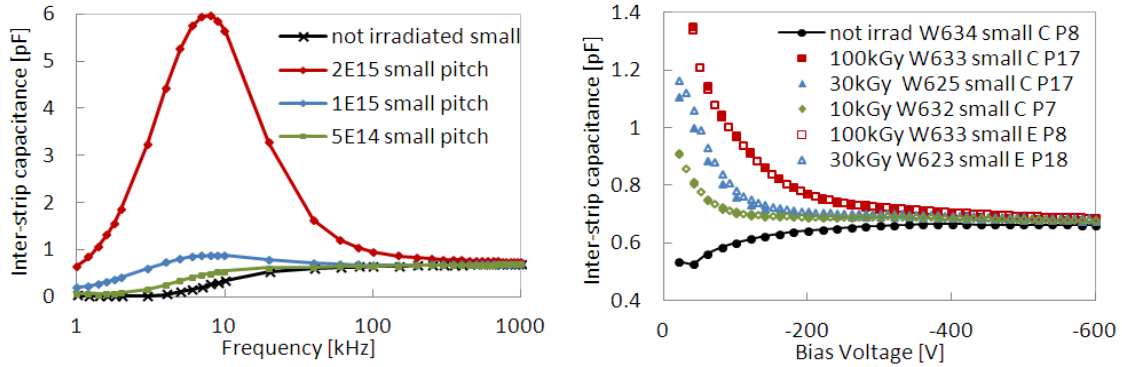 Inter-strip capacitance [pF]
6
5
4
3
2
1
0
not irradiated small
2E15 small pitch
1E15 small pitch
5E14 small pitch
1
10
100
1000
Frequency [kHz]
Inter-strip capacitance [pF]
1.4
1.2
1
0.8
0.6
0.4
not irrad W634 small C P8
100kGy W633 small C P17
30kGy W625 small C P17
10kGy W632 small C P7
100kGy W633 small E P8
30kGy W623 small E P18
0
-200
-400
-600
Bias Voltage [V]